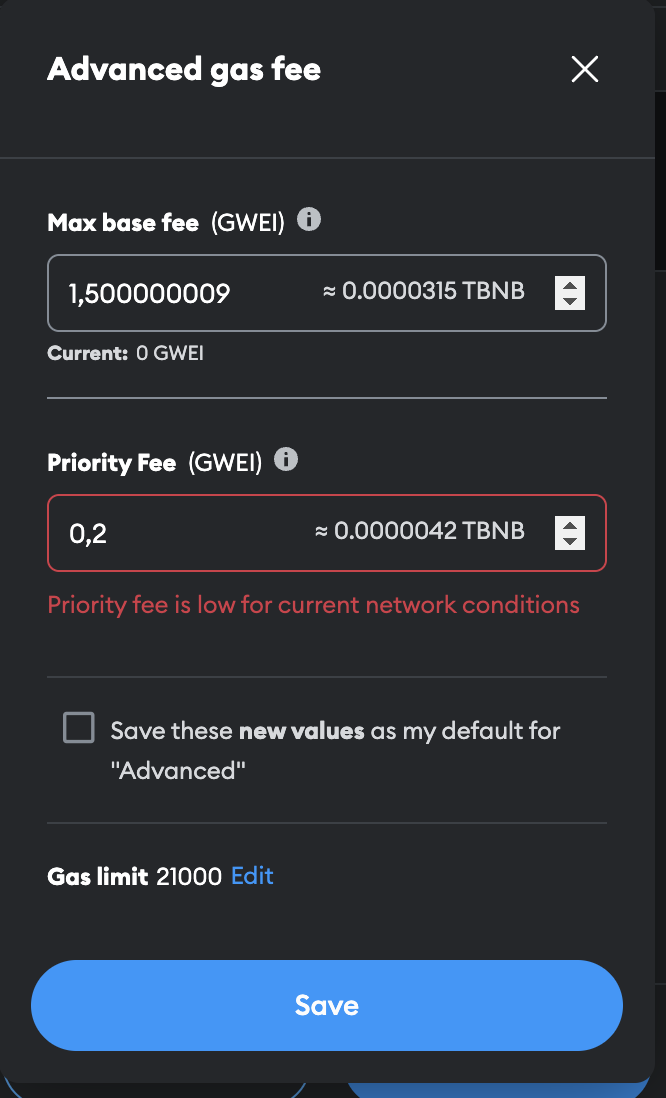 Advanced gas fee
Max base fee (GWEI)
1,500000009 ≈ 0.0000315 TBNB
Current: 0 GWEI
Priority Fee (GWEI)
0,2 ≈ 0.0000042 TBNB
Priority fee is low for current network conditions
Save these new values as my default for
"Advanced"
Gas limit 21000 Edit
Save